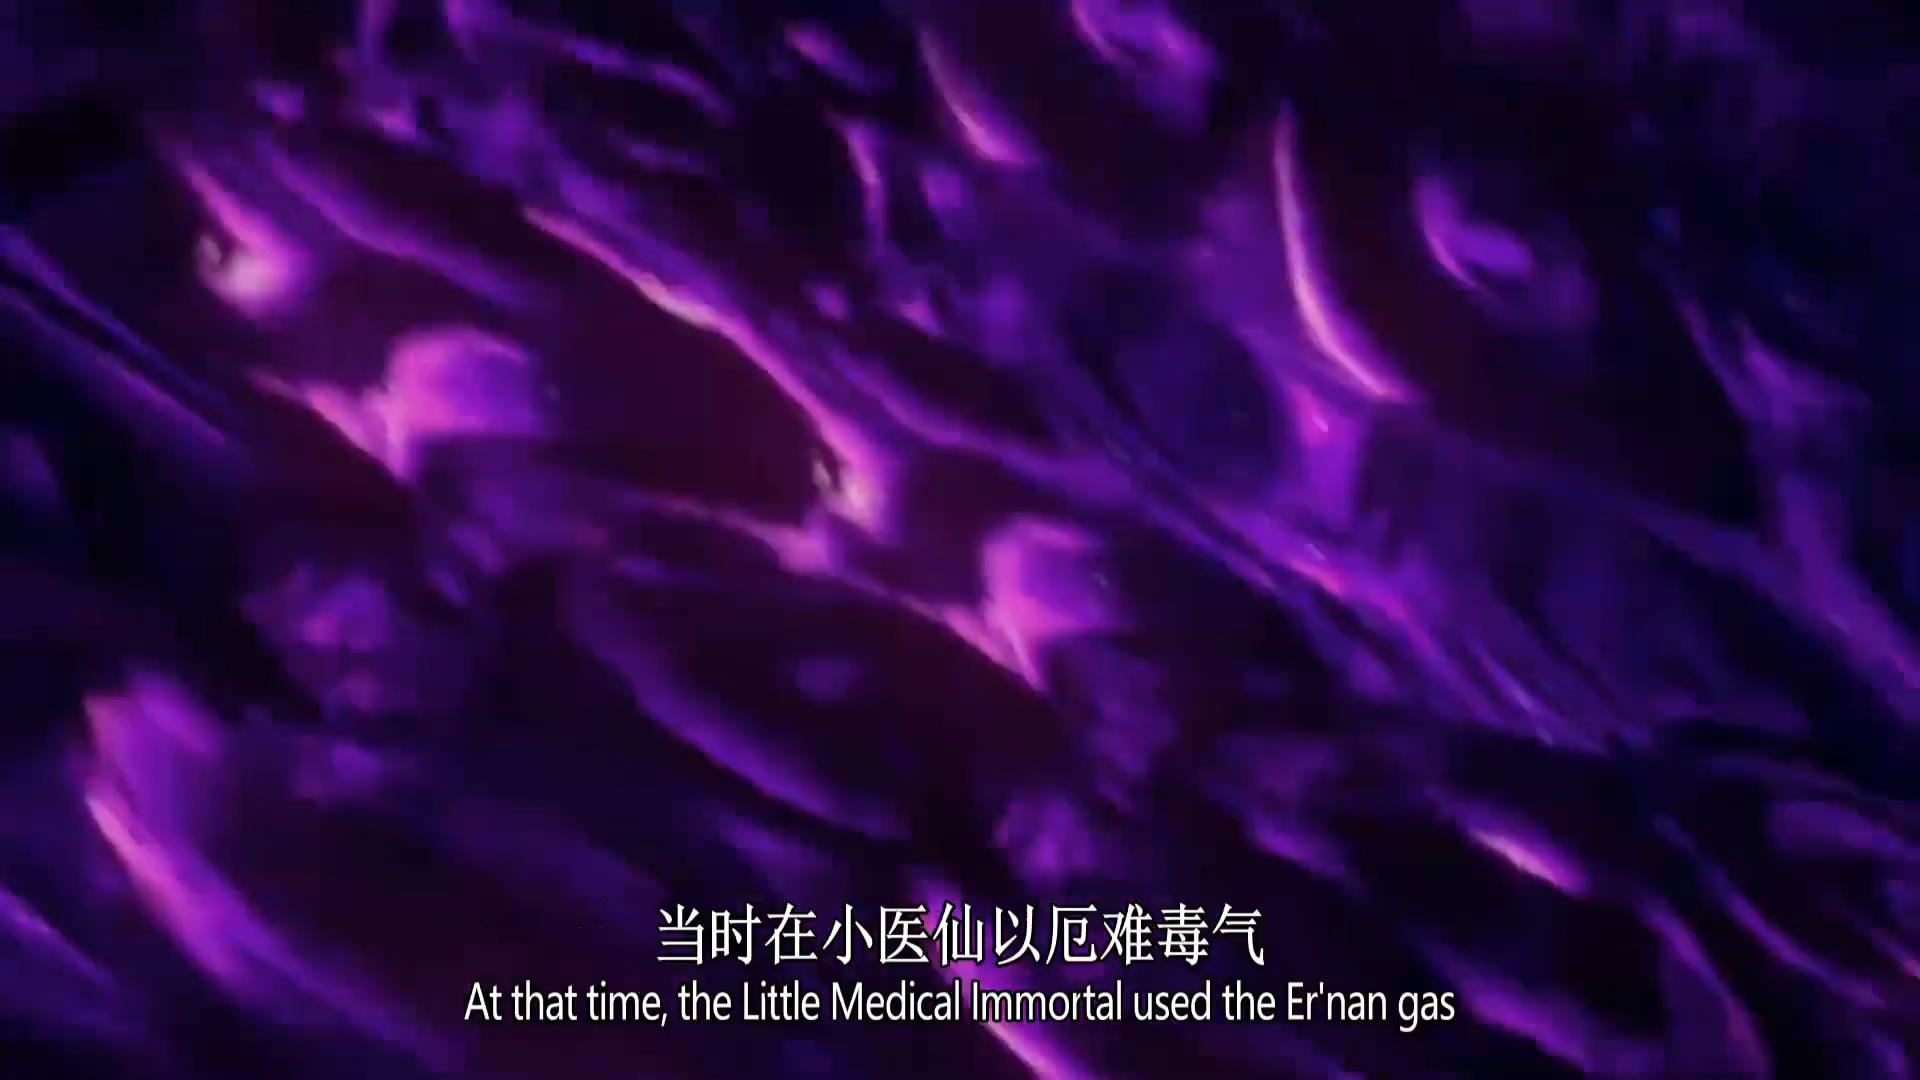 当时在小医仙以厄难毒气
At that time, the Little Medical Immortal used the Er'nan gas